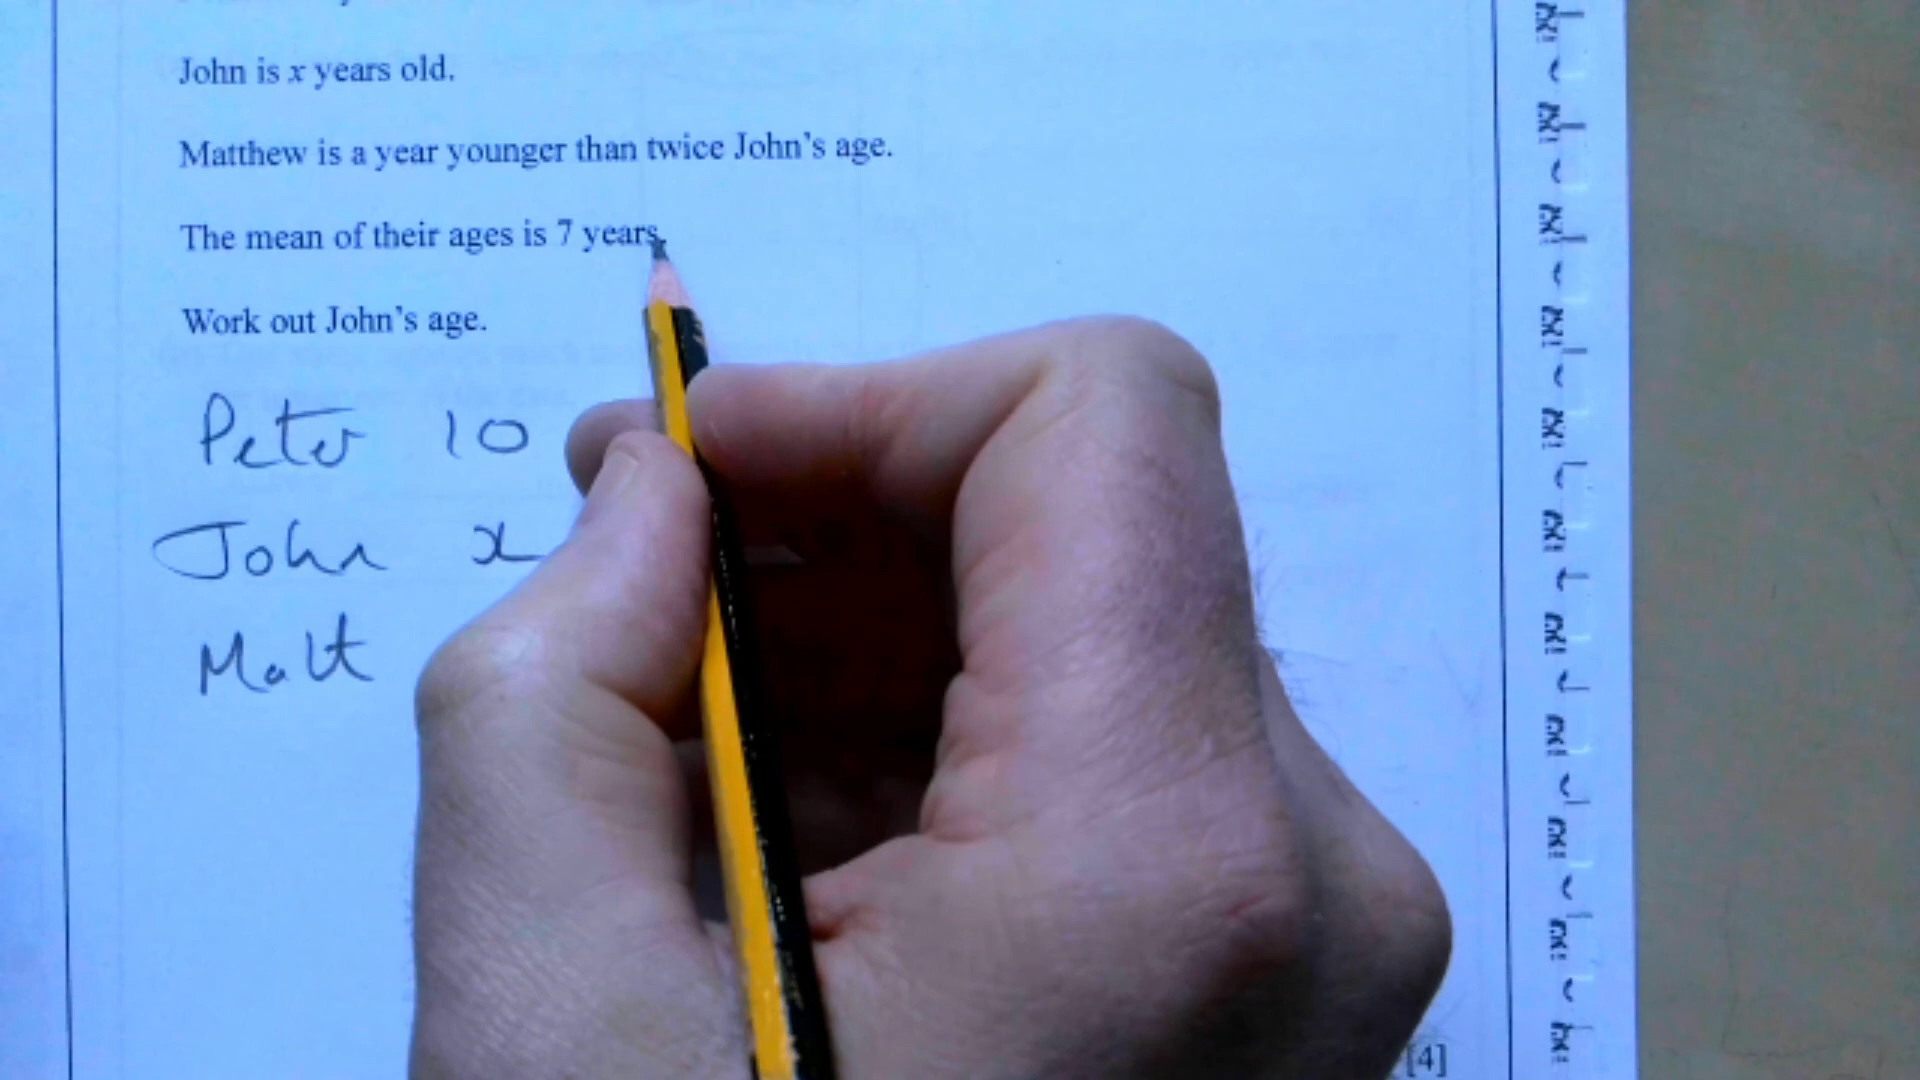 John is x years old.
Matthew is a year younger than twice John's age.
The mean of their ages is 7 years.
Work out John's age.
Peter 10
John x
Matt
[4]